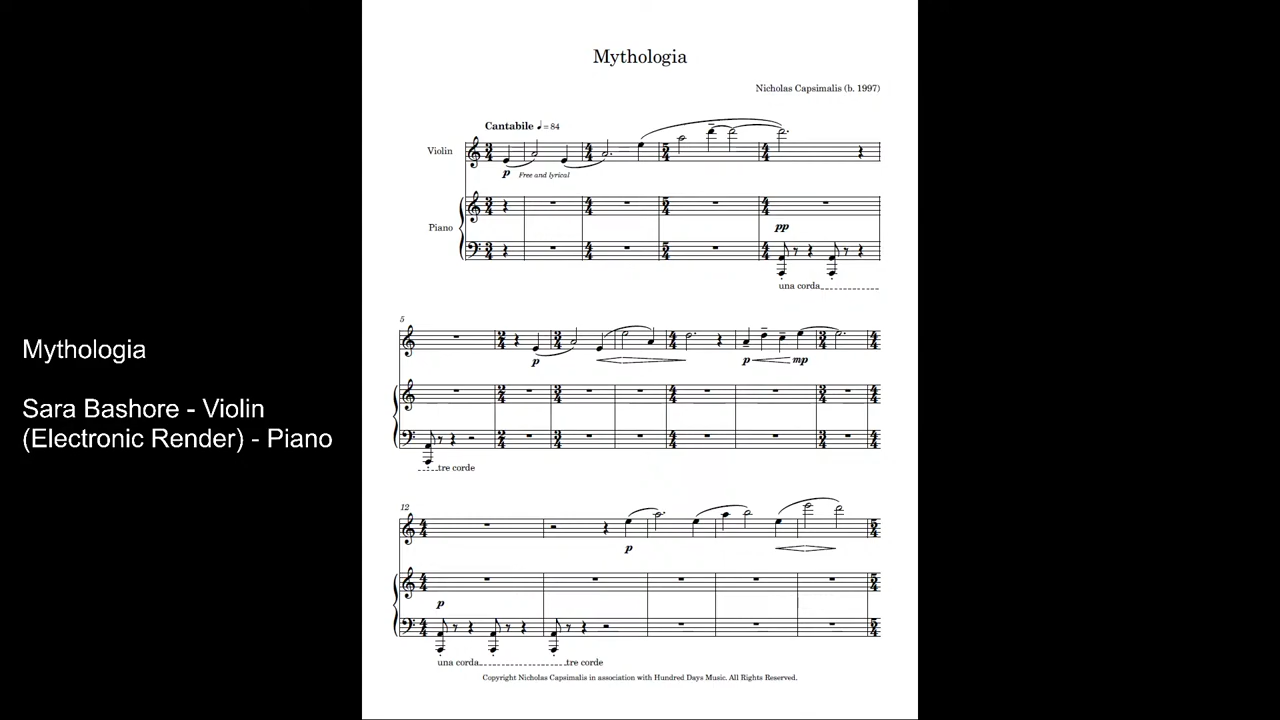 Mythologia
Sara Bashore - Violin
(Electronic Render) - Piano
Mythologia
Nicholas Capsimalis (b. 1997)
Cantabile ♩ = 84
Violin
p Free and lyrical
Piano
pp
una corda
5
p
p mp
tre corde
12
p
p
una corda tre corde
Copyright Nicholas Capsimalis in association with Hundred Days Music. All Rights Reserved.